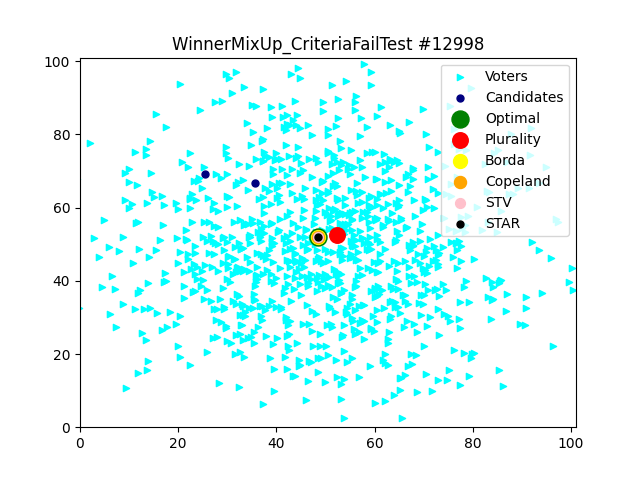 WinnerMixUp_CriteriaFailTest #12998
100
80
60
40
20
0
0
20
40
60
80
100
Voters
Candidates
Optimal
Plurality
Borda
Copeland
STV
STAR